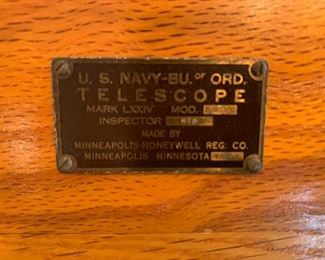 U. S. NAVY-BU. OF ORD.
TELESCOPE
MARK LXXIV MOD.
INSPECTOR
MADE BY
MINNEAPOLIS-HONEYWELL REG. CO.
MINNEAPOLIS. MINNESOTA